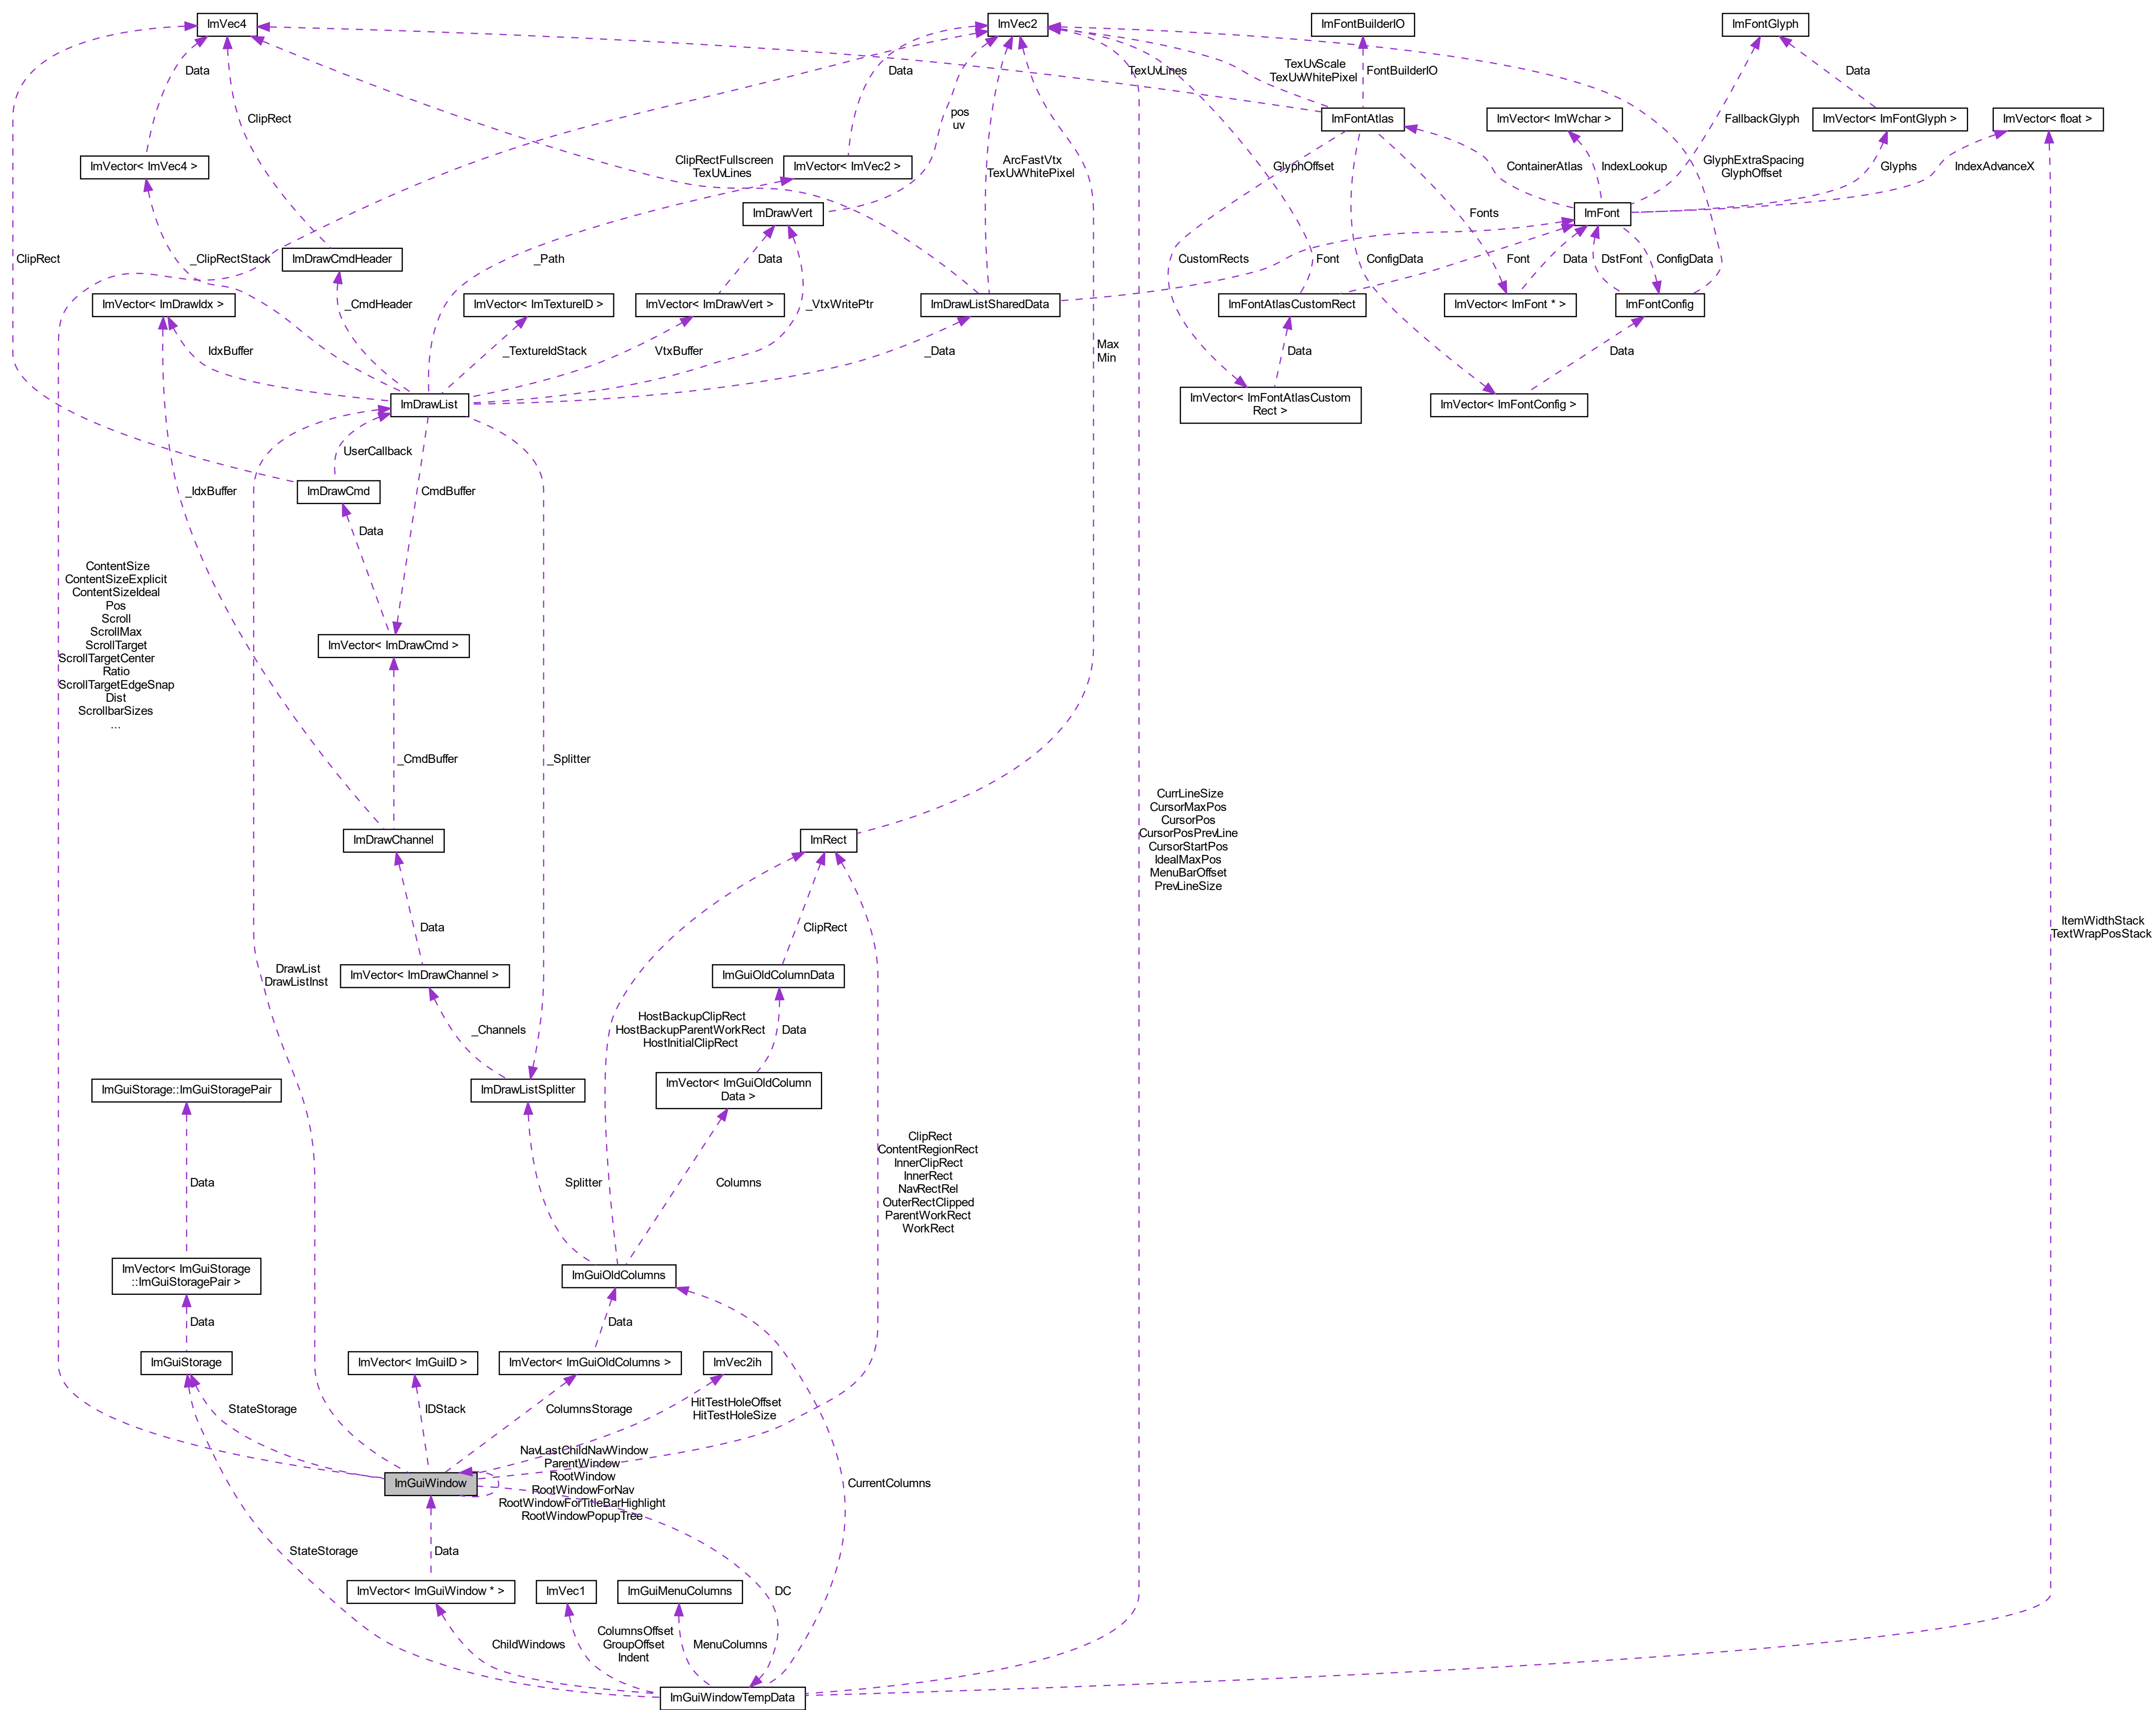 ImVec4
ImVec2
ImFontBuilderIO
ImFontGlyph
Data
Data
TexUvLines
TexUvScale
TexUvWhitePixel
FontBuilderIO
Data
ClipRect
pos
uv
ImFontAtlas
ImVector< ImWchar >
FallbackGlyph
ImVector< ImFontGlyph >
ImVector< float >
ImVector< ImVec4 >
ClipRectFullscreen
TexUvLines
ImVector< ImVec2 >
ArcFastVtx
TexUvWhitePixel
GlyphOffset
ContainerAtlas
IndexLookup
GlyphExtraSpacing
GlyphOffset
Glyphs
IndexAdvanceX
ImDrawVert
Fonts
ImFont
ClipRect
_ClipRectStack
ImDrawCmdHeader
_Path
Data
Font
CustomRects
ConfigData
Font
Data
DstFont
ConfigData
ImVector< ImDrawIdx >
_CmdHeader
ImVector< ImTextureID >
ImVector< ImDrawVert >
_VtxWritePtr
ImDrawListSharedData
ImFontAtlasCustomRect
ImVector< ImFont * >
ImFontConfig
IdxBuffer
_TextureIdStack
VtxBuffer
_Data
Max
Min
Data
Data
ImDrawList
ImVector< ImFontAtlasCustom
Rect >
ImVector< ImFontConfig >
UserCallback
_IdxBuffer
ImDrawCmd
CmdBuffer
Data
ContentSize
ContentSizeExplicit
ContentSizeIdeal
Pos
Scroll
ScrollMax
ScrollTarget
ScrollTargetCenter
Ratio
ScrollTargetEdgeSnap
Dist
ScrollbarSizes
...
ImVector< ImDrawCmd >
_CmdBuffer
_Splitter
CurrLineSize
CursorMaxPos
CursorPos
CursorPosPrevLine
CursorStartPos
IdealMaxPos
MenuBarOffset
PrevLineSize
ImDrawChannel
ImRect
Data
ClipRect
ItemWidthStack
TextWrapPosStack
DrawList
DrawListInst
ImVector< ImDrawChannel >
ImGuiOldColumnData
_Channels
HostBackupClipRect
HostBackupParentWorkRect
HostInitialClipRect
Data
ImGuiStorage::ImGuiStoragePair
ImDrawListSplitter
ImVector< ImGuiOldColumn
Data >
Data
Splitter
Columns
ClipRect
ContentRegionRect
InnerClipRect
InnerRect
NavRectRel
OuterRectClipped
ParentWorkRect
WorkRect
ImVector< ImGuiStorage
::ImGuiStoragePair >
ImGuiOldColumns
Data
Data
ImGuiStorage
ImVector< ImGuiID >
ImVector< ImGuiOldColumns >
ImVec2ih
StateStorage
IDStack
ColumnsStorage
HitTestHoleOffset
HitTestHoleSize
ImGuiWindow
NavLastChildNavWindow
ParentWindow
RootWindow
RootWindowForNav
RootWindowForTitleBarHighlight
RootWindowPopupTree
CurrentColumns
StateStorage
Data
DC
ImVector< ImGuiWindow * >
ImVec1
ImGuiMenuColumns
ChildWindows
ColumnsOffset
GroupOffset
Indent
MenuColumns
ImGuiWindowTempData